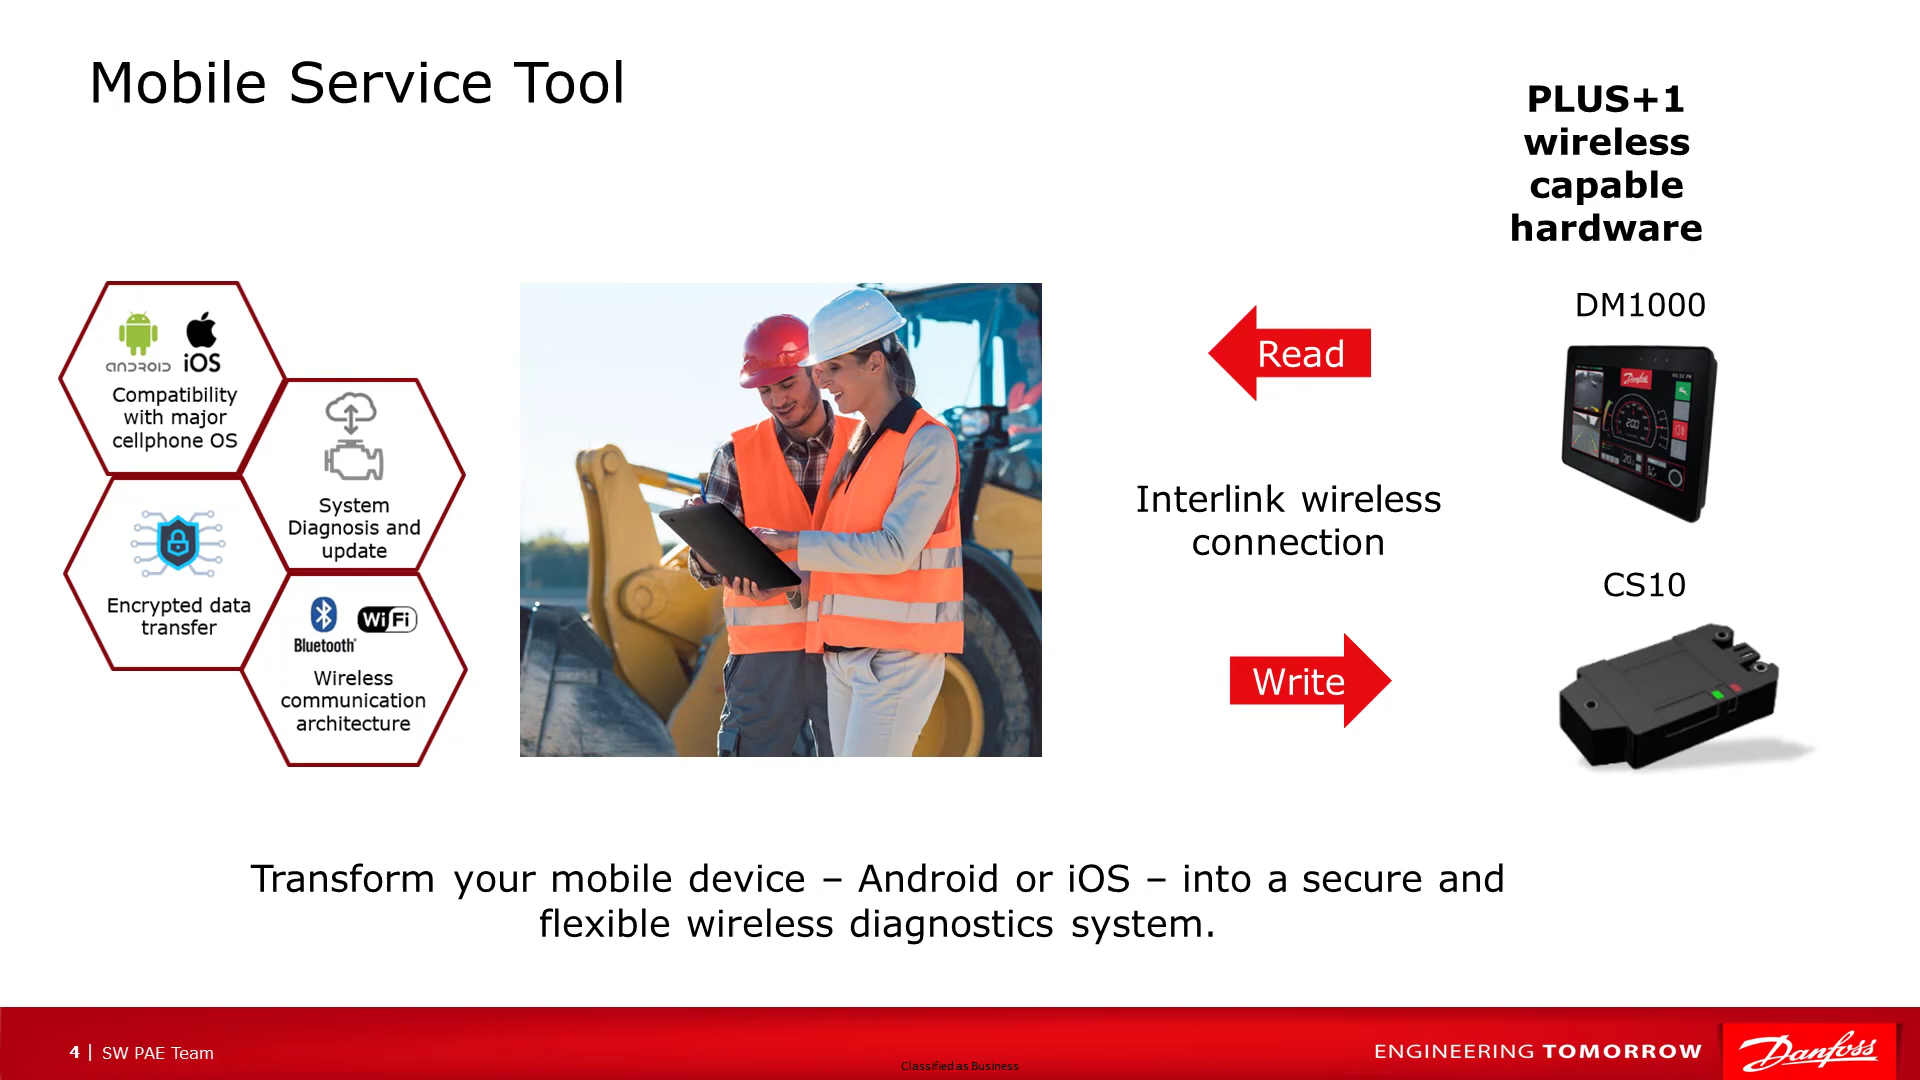 Mobile Service Tool
PLUS+1
wireless
capable
hardware
android
iOS
Compatibility
with major
cellphone OS
System
Diagnosis and
update
Encrypted data
transfer
Bluetooth
Wi Fi
Wireless
communication
architecture
Read
Interlink wireless
connection
Write
DM1000
Danfoss
200
CS10
Transform your mobile device – Android or iOS – into a secure and
flexible wireless diagnostics system.
4 | SW PAE Team
Classified as Business
ENGINEERING TOMORROW
Danfoss